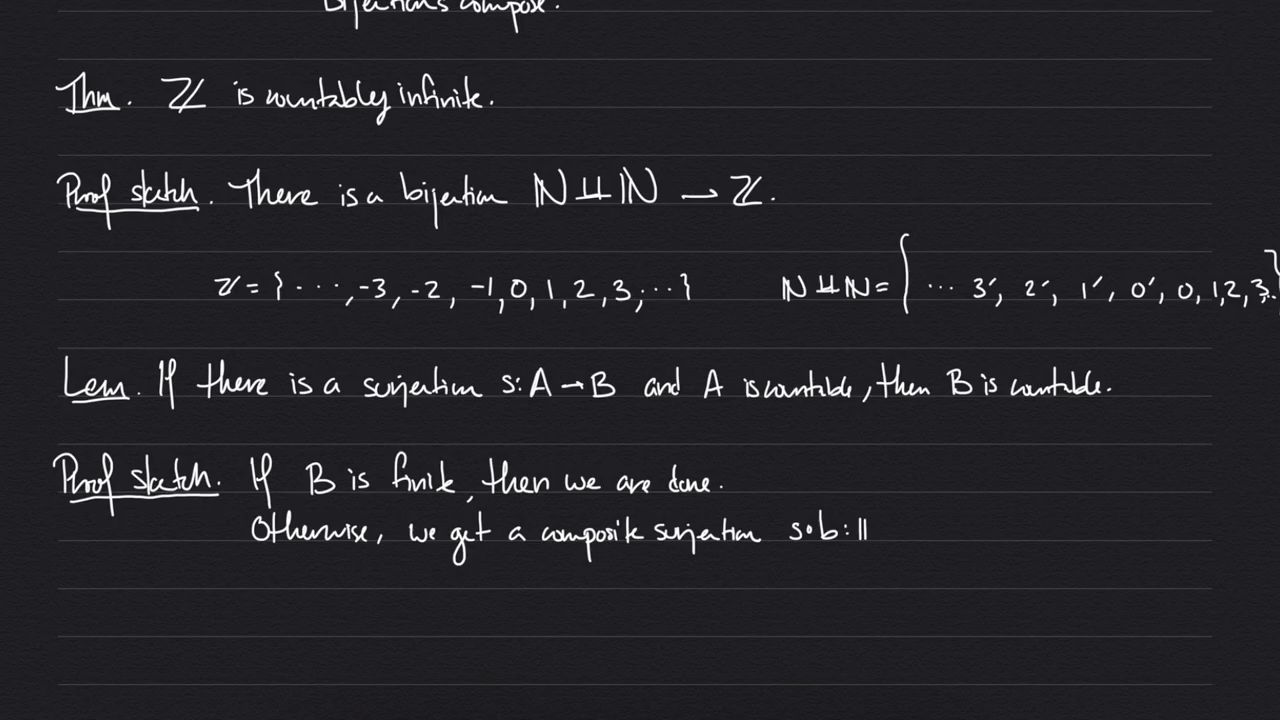 Bijections compose.
Thm. ℤ is countably infinite.
Proof sketch. There is a bijection ℕ ⨿ ℕ → ℤ.
ℤ = { ..., -3, -2, -1, 0, 1, 2, 3, ... } ℕ ⨿ ℕ = { ... 3', 2', 1', 0', 0, 1, 2, 3, .. }
Lem. If there is a surjection s: A → B and A is countable, then B is countable.
Proof sketch. If B is finite, then we are done.
Otherwise, we get a composite surjection s∘b: ||